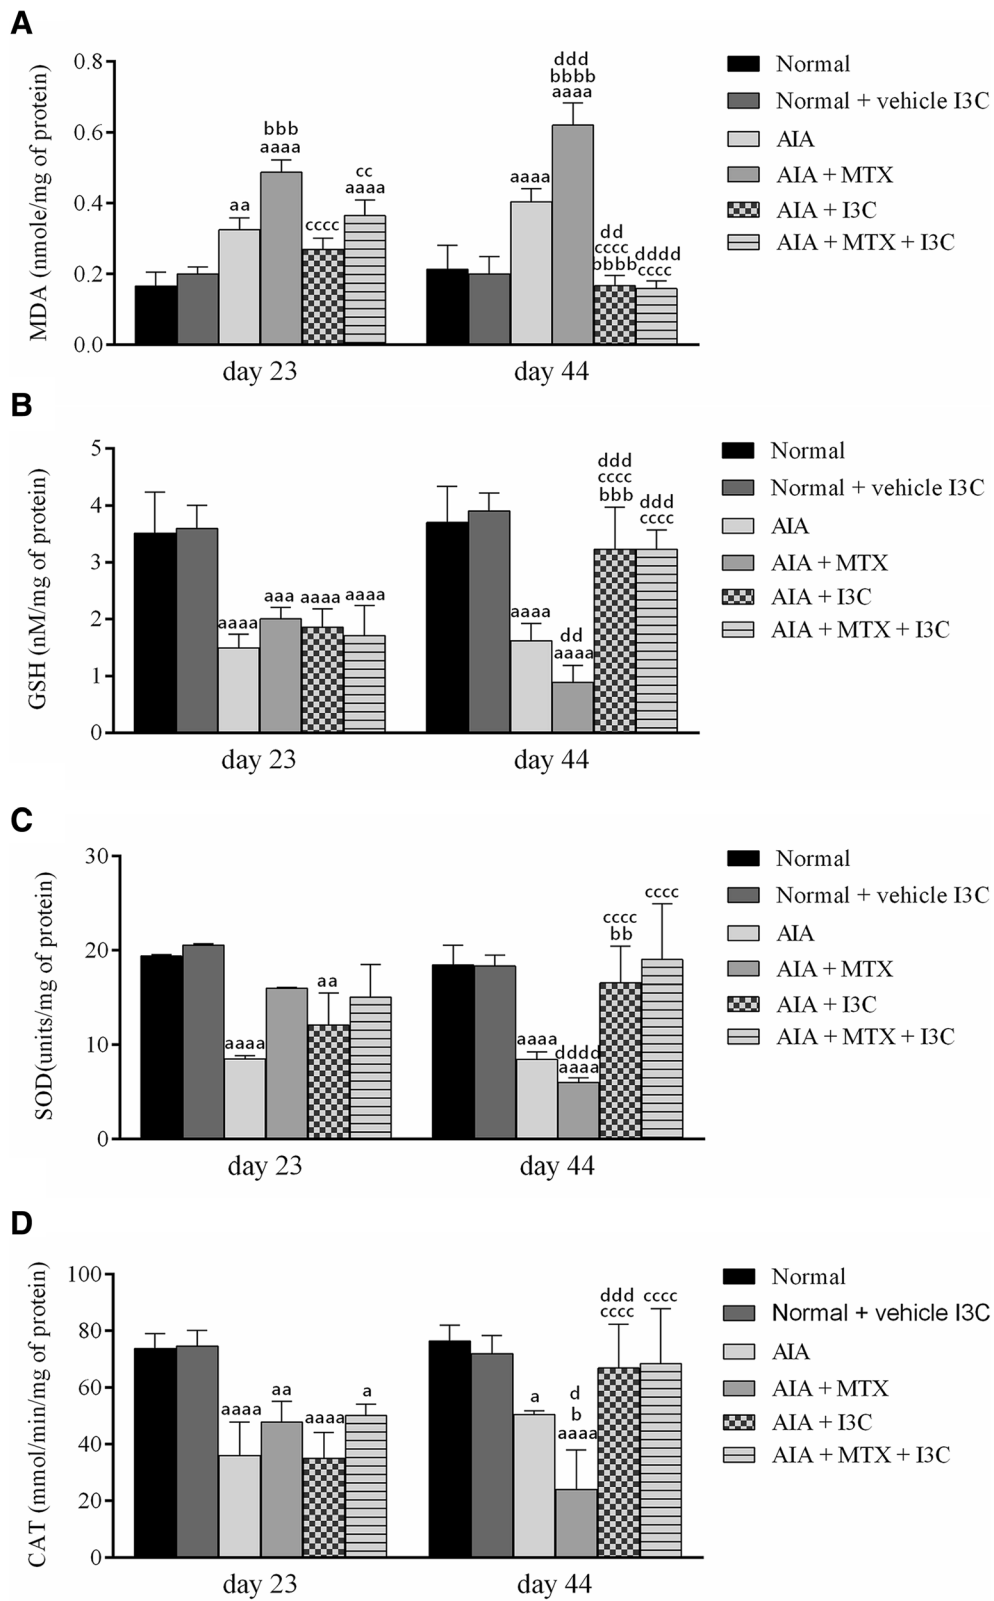 A
MDA (nmole/mg of protein)
0.8
0.6
0.4
0.2
0.0
aa
bbb
aaaa
cccc
cc
aaaa
aaaa
ddd
bbbb
aaaa
dd
cccc
bbbb
dddd
cccc
day 23
day 44
Normal
Normal + vehicle I3C
AIA
AIA + MTX
AIA + I3C
AIA + MTX + I3C
B
GSH (nM/mg of protein)
5
4
3
2
1
0
aaaa
aaa
aaaa
aaaa
aaaa
dd
aaaa
ddd
cccc
bbb
ddd
cccc
day 23
day 44
Normal
Normal + vehicle I3C
AIA
AIA + MTX
AIA + I3C
AIA + MTX + I3C
C
SOD(units/mg of protein)
30
20
10
0
aaaa
aa
aaaa
dddd
aaaa
cccc
bb
cccc
day 23
day 44
Normal
Normal + vehicle I3C
AIA
AIA + MTX
AIA + I3C
AIA + MTX + I3C
D
CAT (mmol/min/mg of protein)
100
80
60
40
20
0
aaaa
aa
aaaa
a
a
d
b
aaaa
ddd
cccc
cccc
day 23
day 44
Normal
Normal + vehicle I3C
AIA
AIA + MTX
AIA + I3C
AIA + MTX + I3C